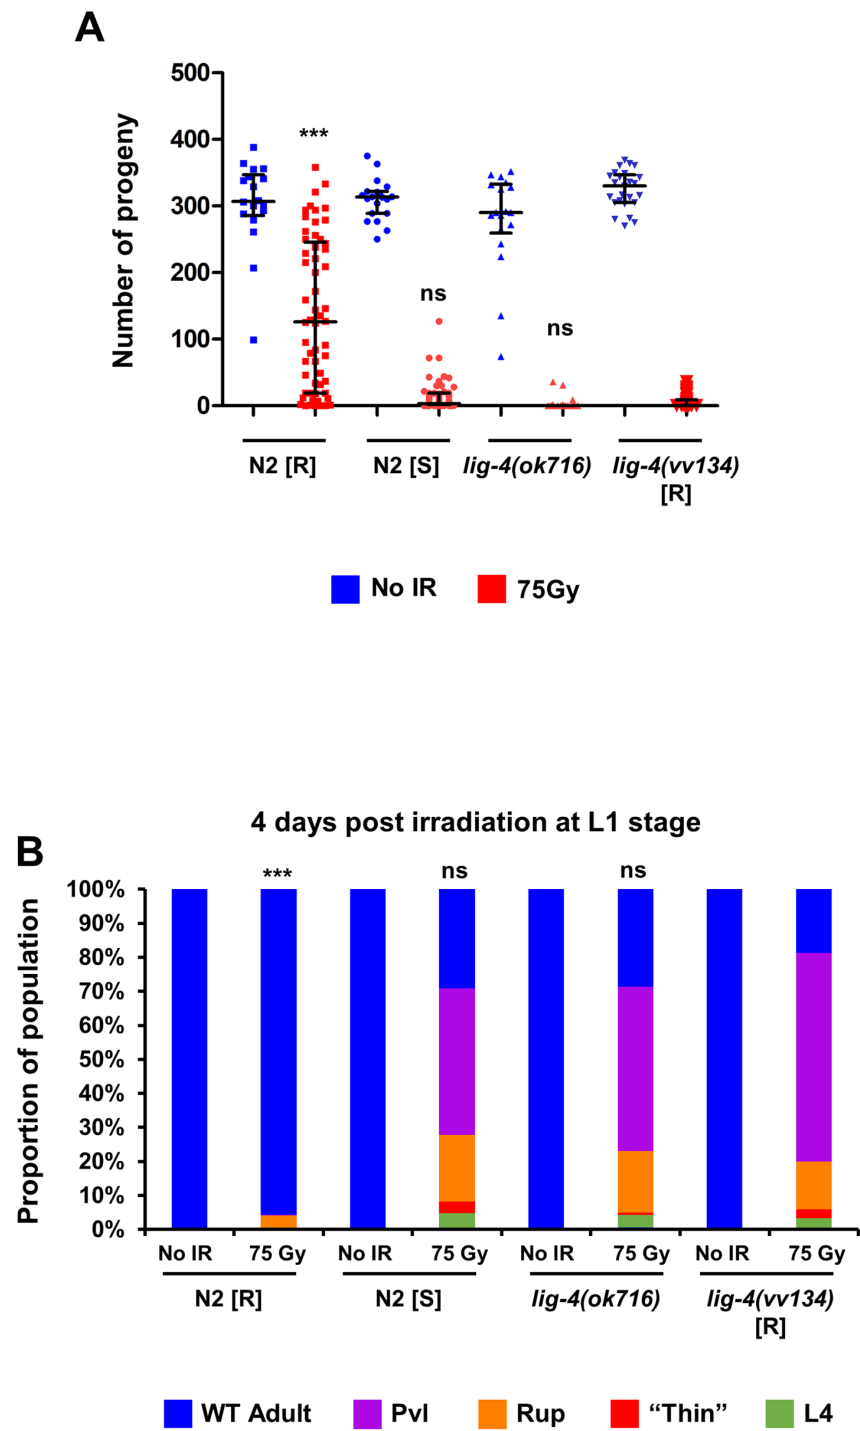 A
Number of progeny
500
400
300
200
100
0
***
ns
ns
N2 [R]
N2 [S]
lig-4(ok716)
lig-4(vv134)
[R]
No IR
75Gy
4 days post irradiation at L1 stage
B
Proportion of population
100%
90%
80%
70%
60%
50%
40%
30%
20%
10%
0%
***
ns
ns
No IR
75 Gy
No IR
75 Gy
No IR
75 Gy
No IR
75 Gy
N2 [R]
N2 [S]
lig-4(ok716)
lig-4(vv134)
[R]
WT Adult
Pvl
Rup
“Thin”
L4